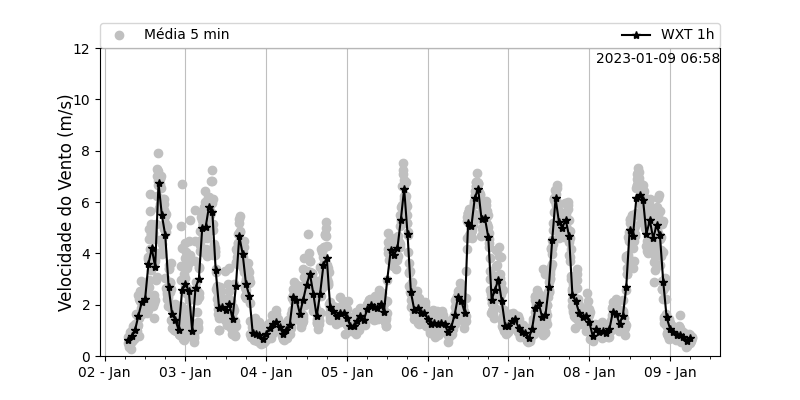 Média 5 min
WXT 1h
2023-01-09 06:58
Velocidade do Vento (m/s)
12
10
8
6
4
2
0
02 - Jan
03 - Jan
04 - Jan
05 - Jan
06 - Jan
07 - Jan
08 - Jan
09 - Jan